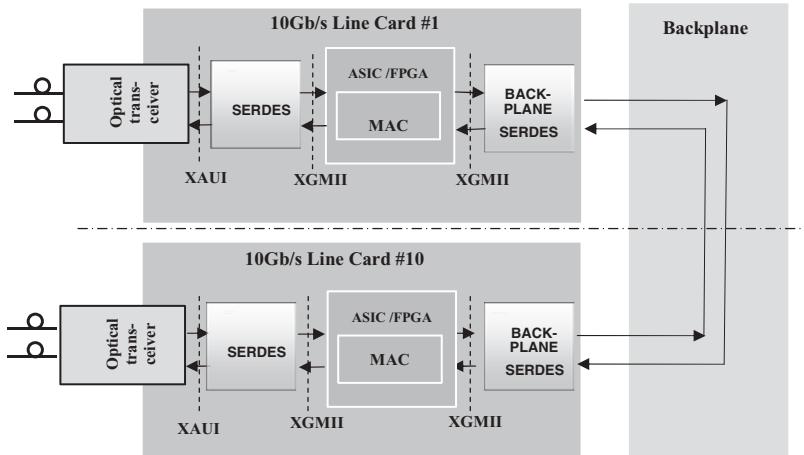 10Gb/s Line Card #1
Backplane
Optical
trans-
ceiver
SERDES
ASIC /FPGA
MAC
BACK-
PLANE
SERDES
XAUI
XGMII
XGMII
10Gb/s Line Card #10
Optical
trans-
ceiver
SERDES
ASIC /FPGA
MAC
BACK-
PLANE
SERDES
XAUI
XGMII
XGMII